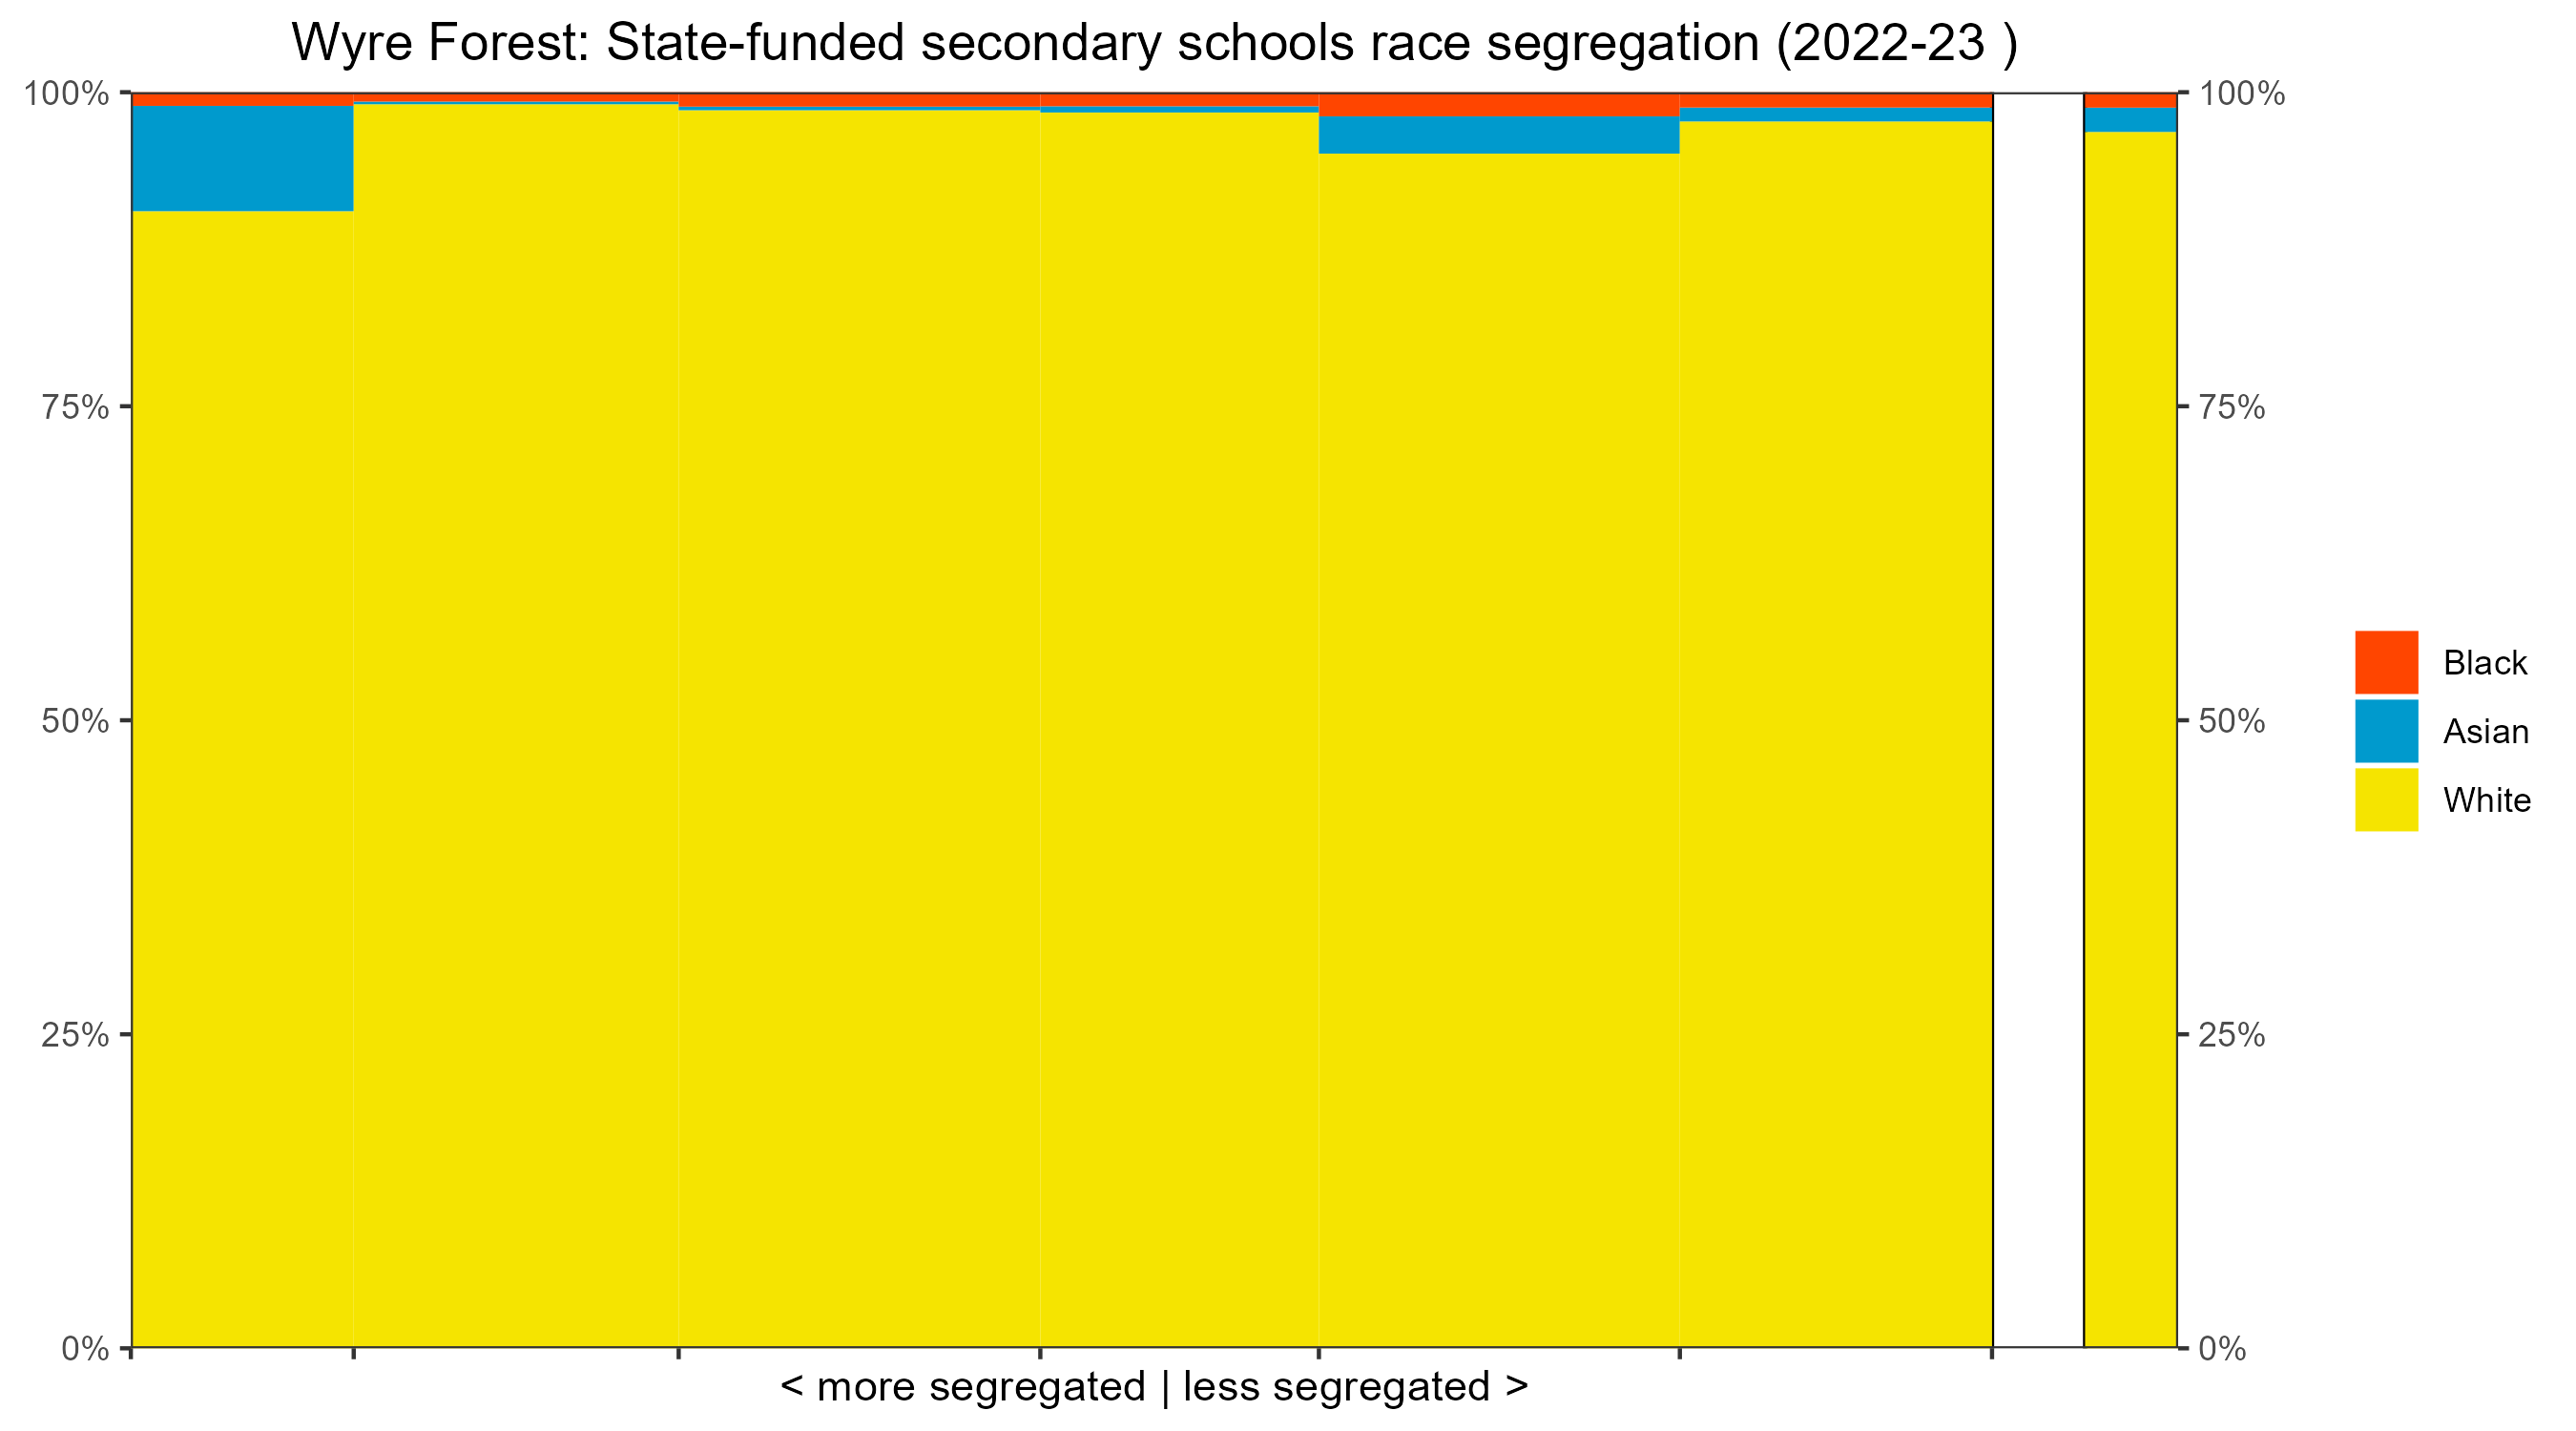 Wyre Forest: State-funded secondary schools race segregation (2022-23 )
100%
75%
50%
25%
0%
100%
75%
50%
25%
0%
Black
Asian
White
< more segregated | less segregated >